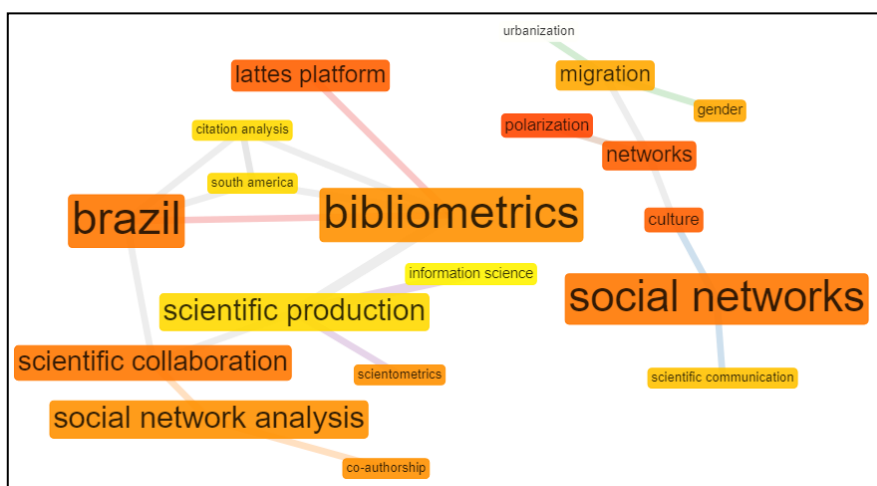 urbanization
lattes platform
migration
gender
citation analysis
polarization
networks
south america
brazil
bibliometrics
culture
information science
scientific production
social networks
scientific collaboration
scientometrics
scientific communication
social network analysis
co-authorship